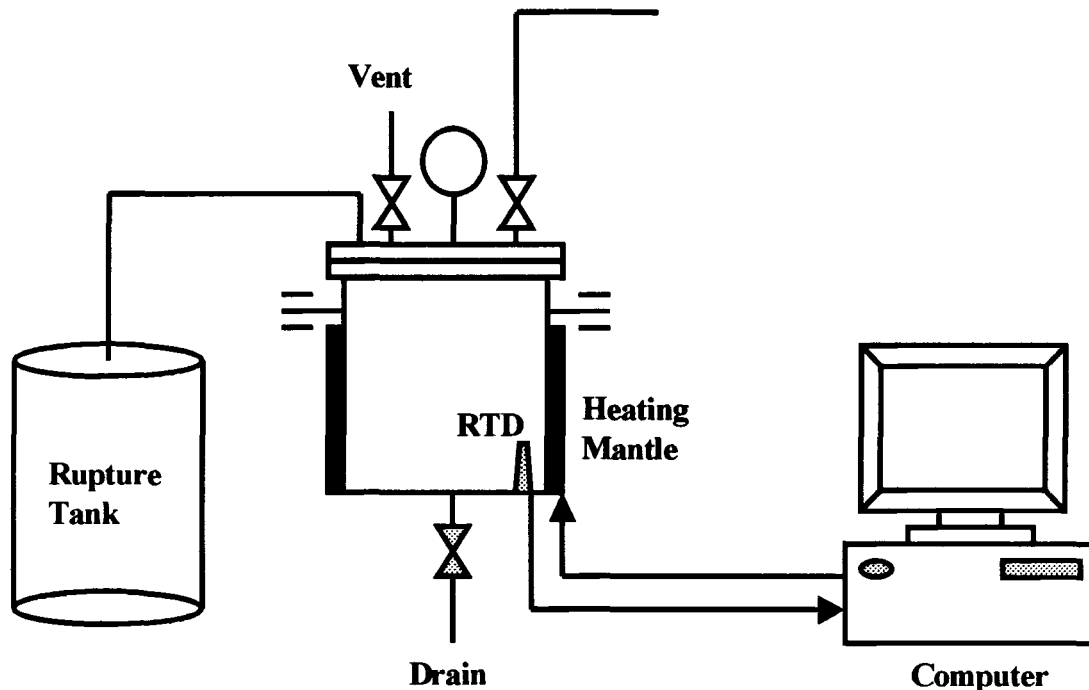 Vent
RTD
Heating
Mantle
Rupture
Tank
Drain
Computer